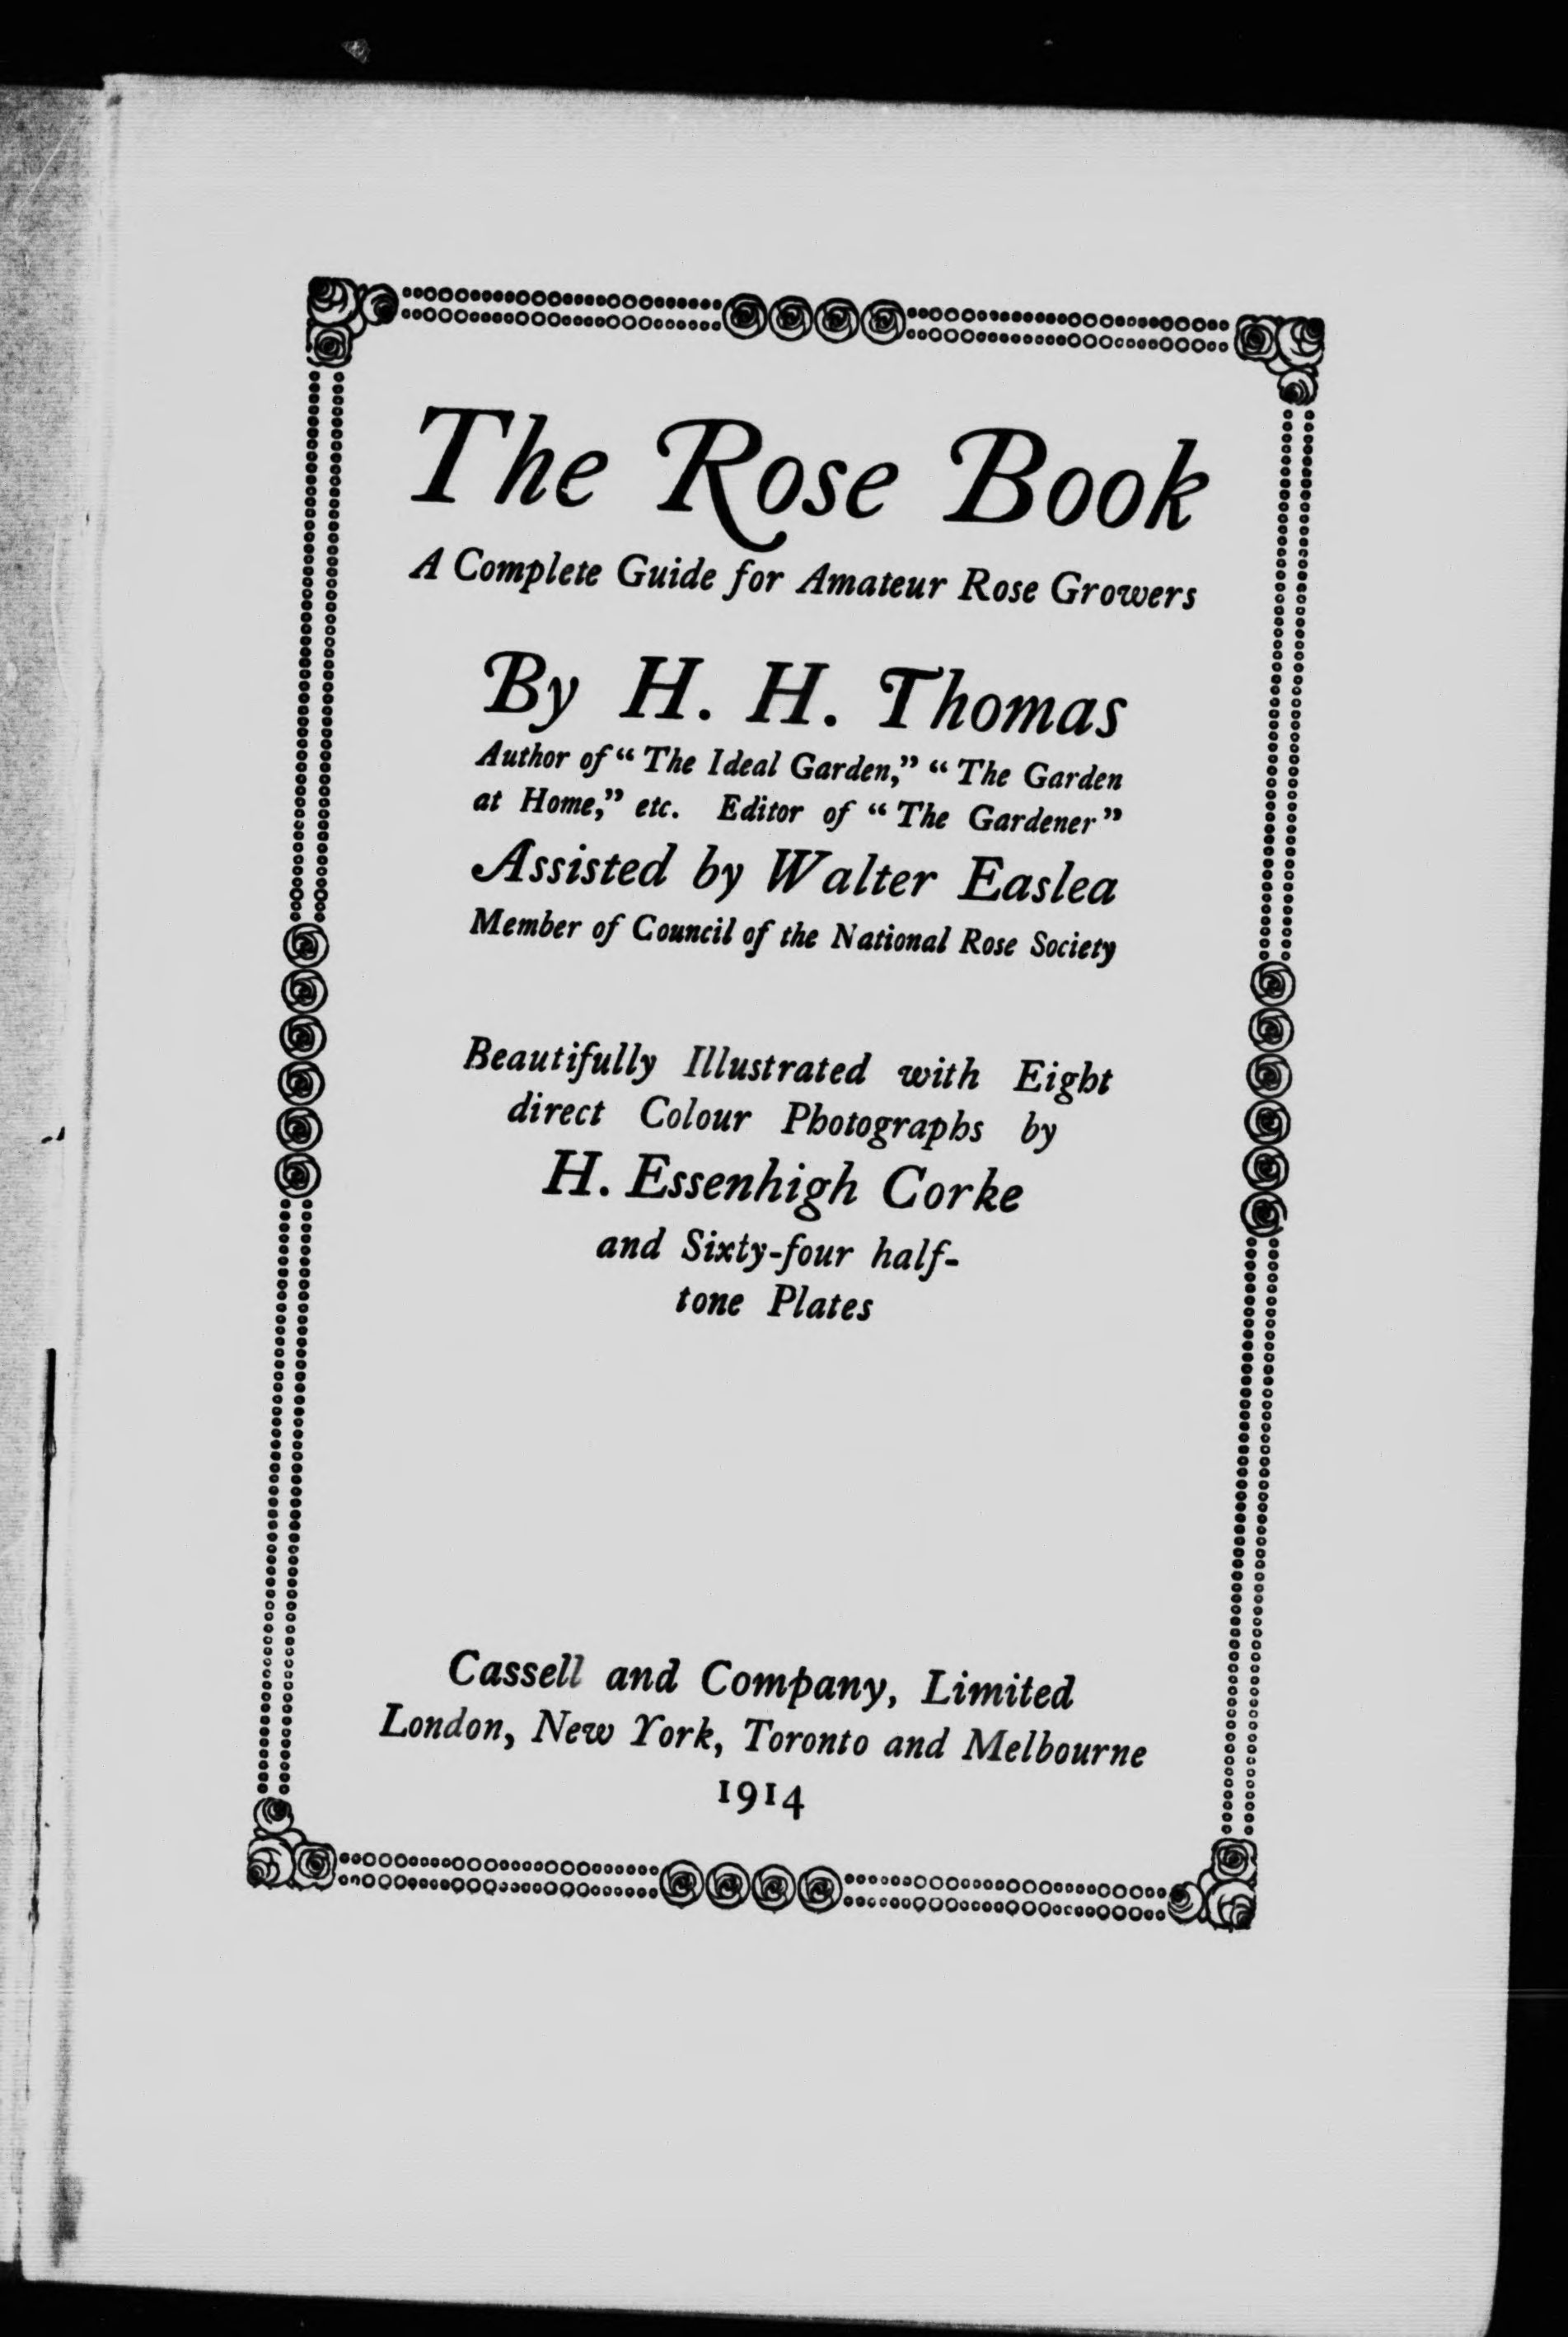 The Rose Book
A Complete Guide for Amateur Rose Growers
By H. H. Thomas
Author of “The Ideal Garden,” “The Garden
at Home,” etc. Editor of “The Gardener”
Assisted by Walter Easlea
Member of Council of the National Rose Society
Beautifully Illustrated with Eight
direct Colour Photographs by
H. Essenhigh Corke
and Sixty-four half-
tone Plates
Cassell and Company, Limited
London, New York, Toronto and Melbourne
1914